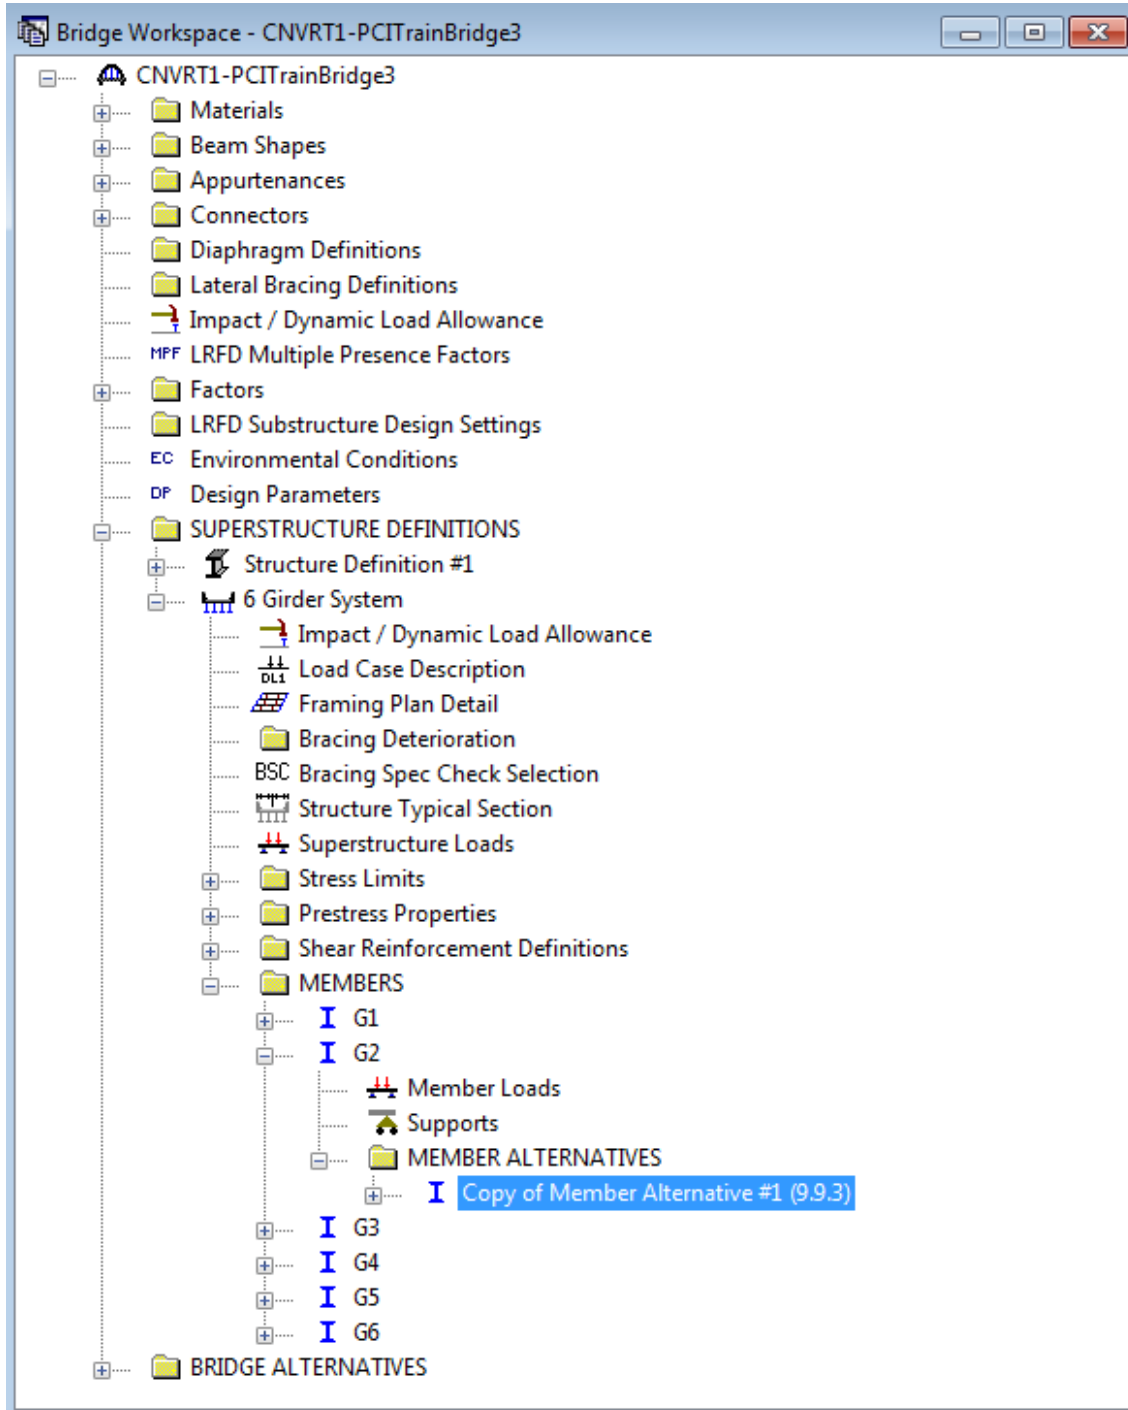 Bridge Workspace - CNVRT1-PCITrainBridge3
CNVRT1-PCITrainBridge3
Materials
Beam Shapes
Appurtenances
Connectors
Diaphragm Definitions
Lateral Bracing Definitions
Impact / Dynamic Load Allowance
MPF LRFD Multiple Presence Factors
Factors
LRFD Substructure Design Settings
EC Environmental Conditions
DP Design Parameters
SUPERSTRUCTURE DEFINITIONS
Structure Definition #1
6 Girder System
Impact / Dynamic Load Allowance
DL1 Load Case Description
Framing Plan Detail
Bracing Deterioration
BSC Bracing Spec Check Selection
Structure Typical Section
Superstructure Loads
Stress Limits
Prestress Properties
Shear Reinforcement Definitions
MEMBERS
G1
G2
Member Loads
Supports
MEMBER ALTERNATIVES
Copy of Member Alternative #1 (9.9.3)
G3
G4
G5
G6
BRIDGE ALTERNATIVES